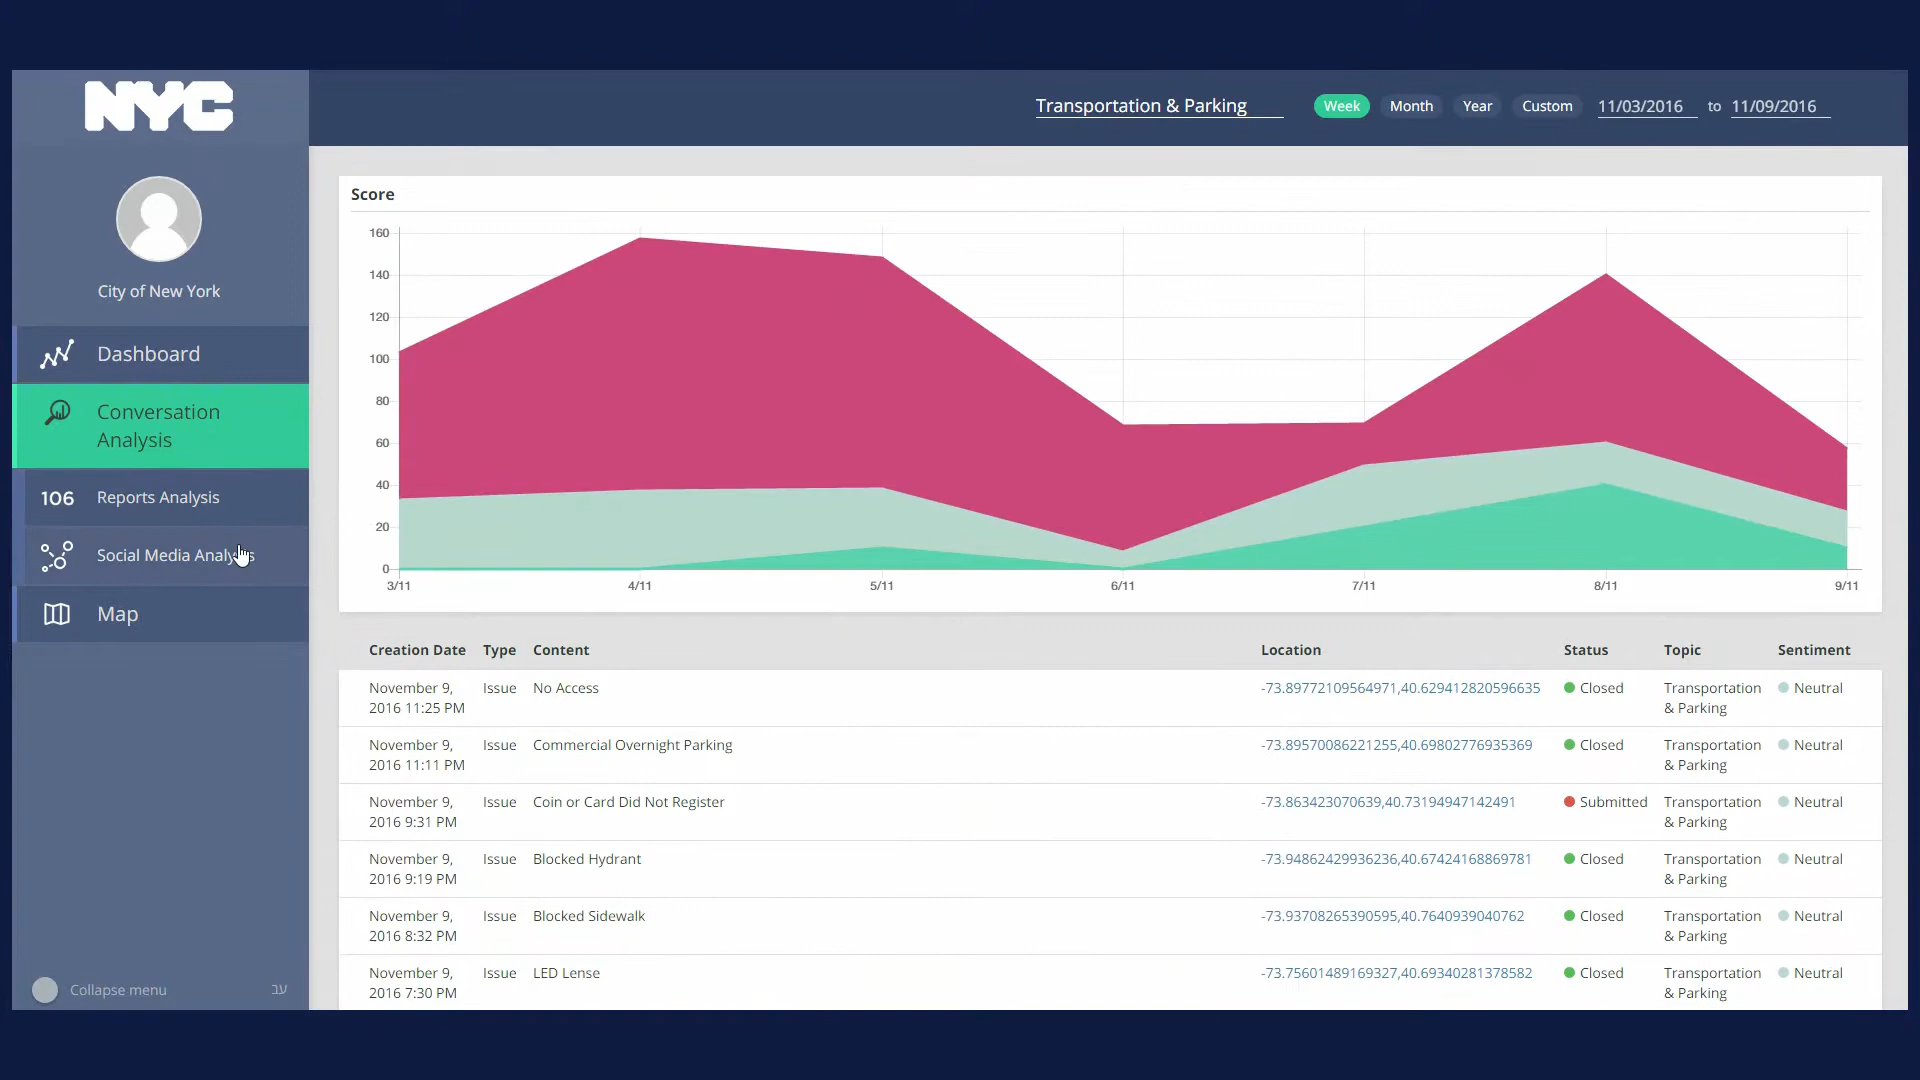 NYC
Transportation & Parking
Week Month Year Custom 11/03/2016 to 11/09/2016
City of New York
Dashboard
Conversation
Analysis
106 Reports Analysis
Social Media Analysis
Map
Collapse menu עב
Score
160
140
120
100
80
60
40
20
0
3/11 4/11 5/11 6/11 7/11 8/11 9/11
Creation Date Type Content Location Status Topic Sentiment
November 9, Issue No Access -73.89772109564971,40.629412820596635 Closed Transportation Neutral
2016 11:25 PM & Parking
November 9, Issue Commercial Overnight Parking -73.89570086221255,40.69802776935369 Closed Transportation Neutral
2016 11:11 PM & Parking
November 9, Issue Coin or Card Did Not Register -73.863423070639,40.73194947142491 Submitted Transportation Neutral
2016 9:31 PM & Parking
November 9, Issue Blocked Hydrant -73.94862429936236,40.67424168869781 Closed Transportation Neutral
2016 9:19 PM & Parking
November 9, Issue Blocked Sidewalk -73.93708265390595,40.7640939040762 Closed Transportation Neutral
2016 8:32 PM & Parking
November 9, Issue LED Lense -73.75601489169327,40.69340281378582 Closed Transportation Neutral
2016 7:30 PM & Parking